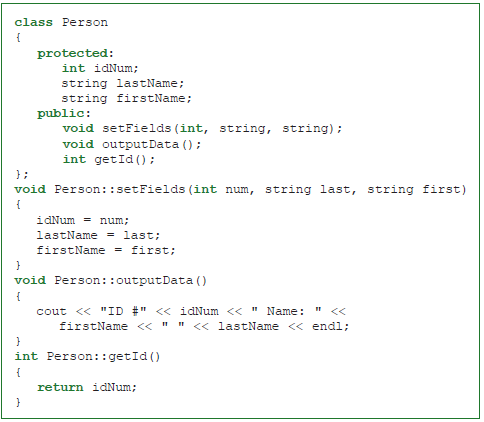 class Person
{
protected:
int idNum;
string lastName;
string firstName;
public:
void setFields(int, string, string);
void outputData();
int getId();
};
void Person::setFields(int num, string last, string first)
{
idNum = num;
lastName = last;
firstName = first;
}
void Person::outputData()
{
cout << "ID #" << idNum << " Name: " <<
firstName << " " << lastName << endl;
}
int Person::getId()
{
return idNum;
}